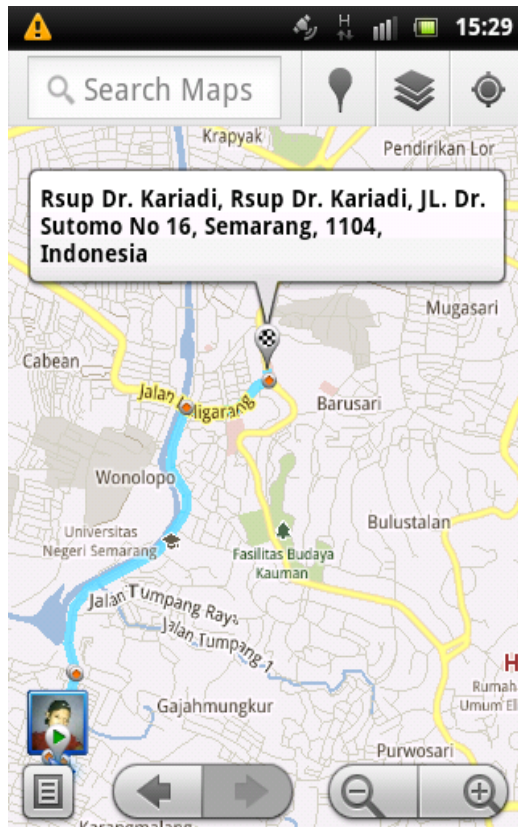 H
15:29
Search Maps
Krapyak
Pendirikan Lor
Rsup Dr. Kariadi, Rsup Dr. Kariadi, JL. Dr.
Sutomo No 16, Semarang, 1104,
Indonesia
Mugasari
Cabean
Jalan Kaligarang
Barusari
Wonolopo
Bulustalan
Universitas
Negeri Semarang
Fasilitas Budaya
Kauman
Jalan Tumpang Raya
Jalan Tumpang 1
H
Rumah
Umum El
Gajahmungkur
Purwosari
Karangmalang